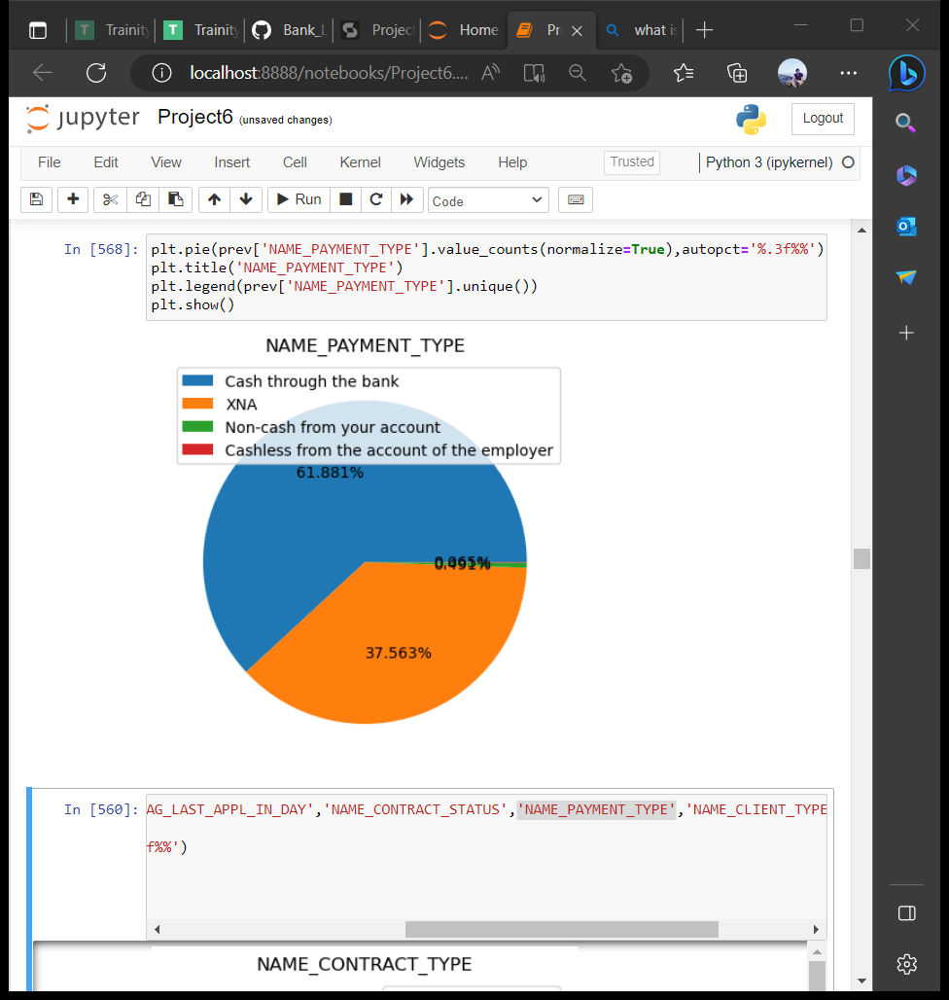 Trainity
Trainity
Bank_L
Project
Home
Pr
what is
localhost:8888/notebooks/Project6....
jupyter Project6 (unsaved changes)
Logout
File Edit View Insert Cell Kernel Widgets Help Trusted Python 3 (ipykernel)
Run Code
In [568]: plt.pie(prev['NAME_PAYMENT_TYPE'].value_counts(normalize=True),autopct='%.3f%%')
plt.title('NAME_PAYMENT_TYPE')
plt.legend(prev['NAME_PAYMENT_TYPE'].unique())
plt.show()
NAME_PAYMENT_TYPE
Cash through the bank
XNA
Non-cash from your account
Cashless from the account of the employer
61.881%
0.491%
37.563%
In [560]: AG_LAST_APPL_IN_DAY','NAME_CONTRACT_STATUS','NAME_PAYMENT_TYPE','NAME_CLIENT_TYPE
f%%')
NAME_CONTRACT_TYPE